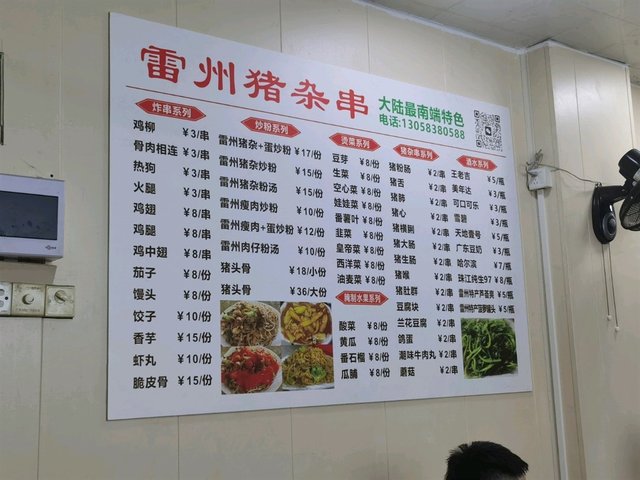 雷州猪杂串
大陆最南端特色
电话:13058380588
炸串系列
鸡柳 ¥3/串
骨肉相连 ¥3/串
热狗 ¥3/串
火腿 ¥3/串
鸡翅 ¥8/串
鸡腿 ¥8/串
鸡中翅 ¥8/串
茄子 ¥8/份
馒头 ¥8/份
饺子 ¥10/份
香芋 ¥15/份
虾丸 ¥10/份
脆皮骨 ¥15/份
炒粉系列
雷州猪杂+蛋炒粉 ¥17/份
雷州猪杂炒粉 ¥15/份
雷州猪杂粉汤 ¥15/份
雷州瘦肉炒粉 ¥10/份
雷州瘦肉+蛋炒粉 ¥12/份
雷州肉仔粉汤 ¥10/份
猪头骨 ¥18/小份
猪头骨 ¥36/大份
烫菜系列
豆芽 ¥8/份
生菜 ¥8/份
空心菜 ¥8/份
娃娃菜 ¥8/份
番薯叶 ¥8/份
韭菜 ¥8/份
皇帝菜 ¥8/份
西洋菜 ¥8/份
油麦菜 ¥8/份
腌制水果系列
酸菜 ¥8/份
黄瓜 ¥8/份
番石榴 ¥8/份
瓜脯 ¥8/份
猪杂串系列
猪粉肠 ¥2/串
猪舌 ¥2/串
猪肺 ¥2/串
猪心 ¥2/串
猪横脷 ¥2/串
猪大肠 ¥2/串
猪生肠 ¥2/串
猪喉 ¥2/串
猪肚群 ¥2/串
豆腐块 ¥2/串
兰花豆腐 ¥2/串
鸽蛋 ¥2/串
潮味牛肉丸 ¥2/串
蘑菇 ¥2/串
酒水系列
王老吉 ¥5/瓶
美年达 ¥3/瓶
可口可乐 ¥3/瓶
雪碧 ¥3/瓶
天地壹号 ¥5/瓶
广东豆奶 ¥3/瓶
哈尔滨 ¥7/瓶
珠江纯生97 ¥8/瓶
雷州特产 ¥5/瓶
雷州特产菠萝罐头 ¥5/瓶